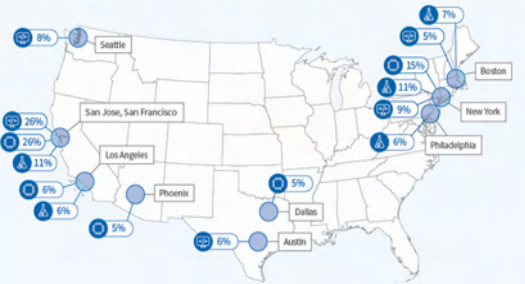 7%
8%
Seattle
5%
15%
Boston
11%
26%
San Jose, San Francisco
9%
New York
26%
6%
Philadelphia
11%
Los Angeles
6%
Phoenix
5%
6%
Dallas
5%
6%
Austin